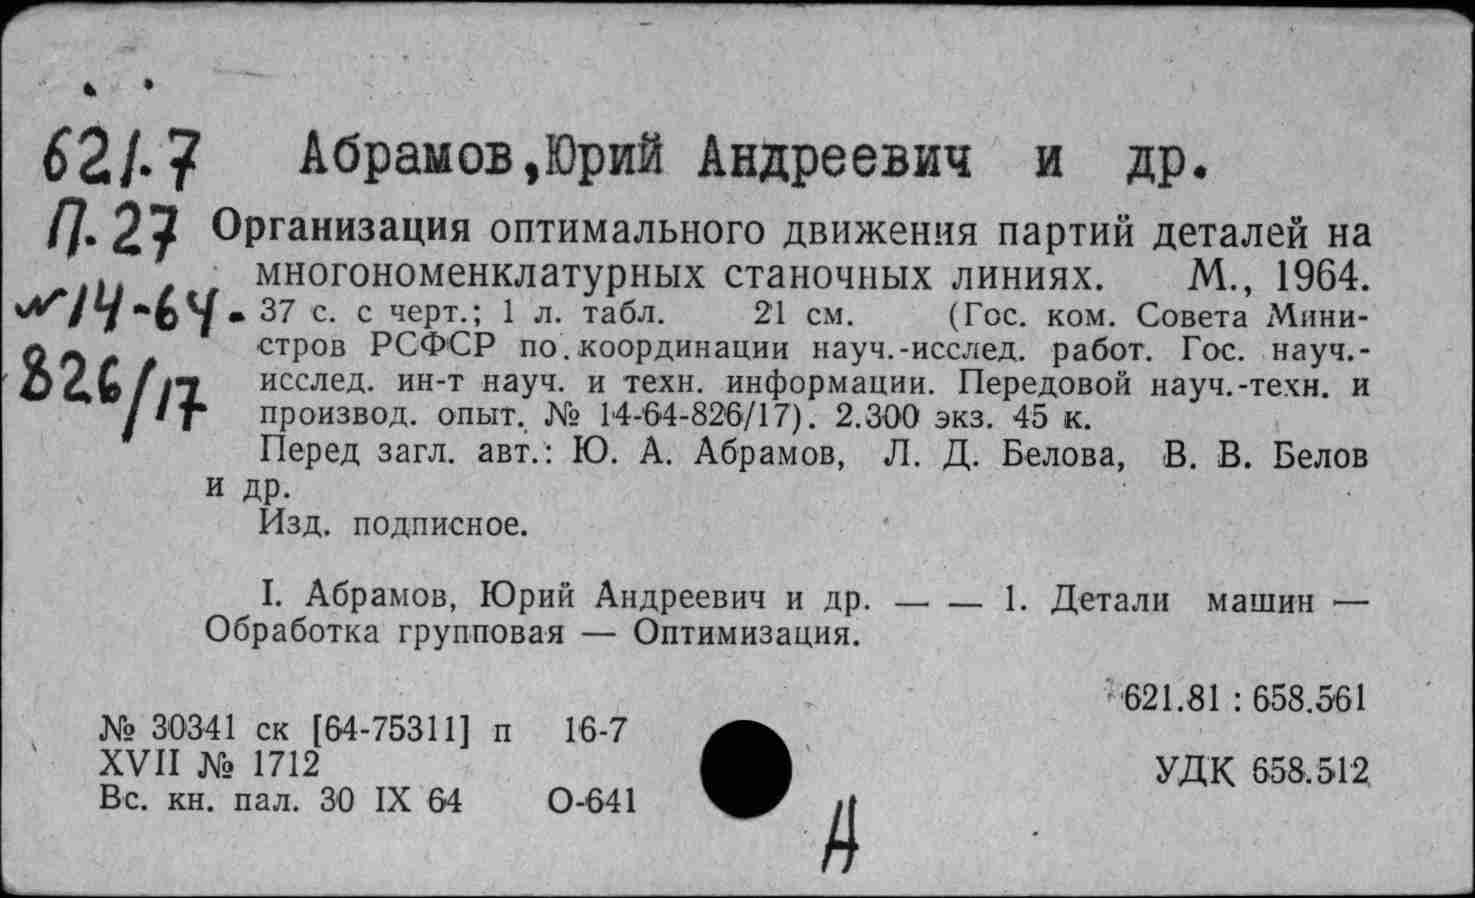 621.7 Абрамов,Юрий Андреевич и др.
П.27 Организация оптимального движения партий деталей на
многономенклатурных станочных линиях. М., 1964.
№14-64- 37 с. с черт.; 1 л. табл. 21 см. (Гос. ком. Совета Мини-
стров РСФСР по координации науч.-исслед. работ. Гос. науч.-
826/17 исслед. ин-т науч. и техн. информации. Передовой науч.-техн. и
производ. опыт. № 14-64-826/17). 2.300 экз. 45 к.
Перед загл. авт.: Ю. А. Абрамов, Л. Д. Белова, В. В. Белов
и др.
Изд. подписное.
I. Абрамов, Юрий Андреевич и др. — — 1. Детали машин —
Обработка групповая — Оптимизация.
621.81 : 658.561
№ 30341 ск [64-75311] п 16-7
XVII № 1712
УДК 658.512
Вс. кн. пал. 30 IX 64 О-641
Д